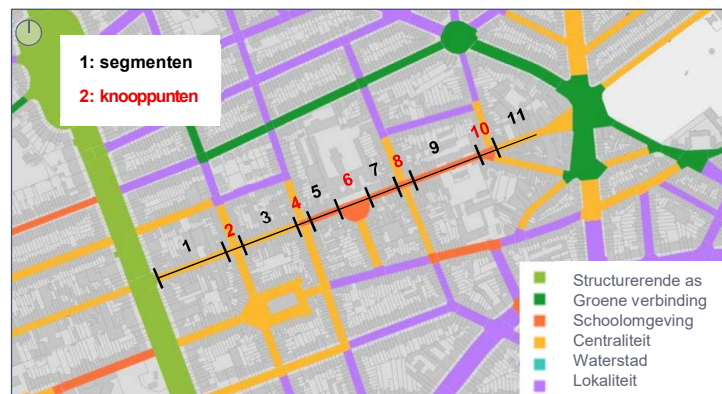 1: segmenten
2: knooppunten
1
2
3
4
5
6
7
8
9
10
11
Structurerende as
Groene verbinding
Schoolomgeving
Centraliteit
Waterstad
Lokaliteit